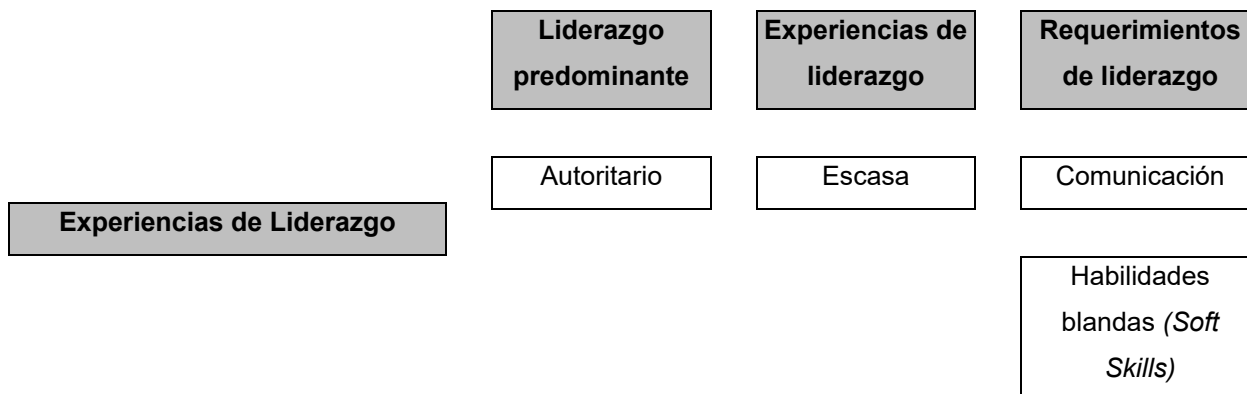 Liderazgo
predominante
Experiencias de
liderazgo
Requerimientos
de liderazgo
Autoritario
Escasa
Comunicación
Experiencias de Liderazgo
Habilidades
blandas (Soft
Skills)